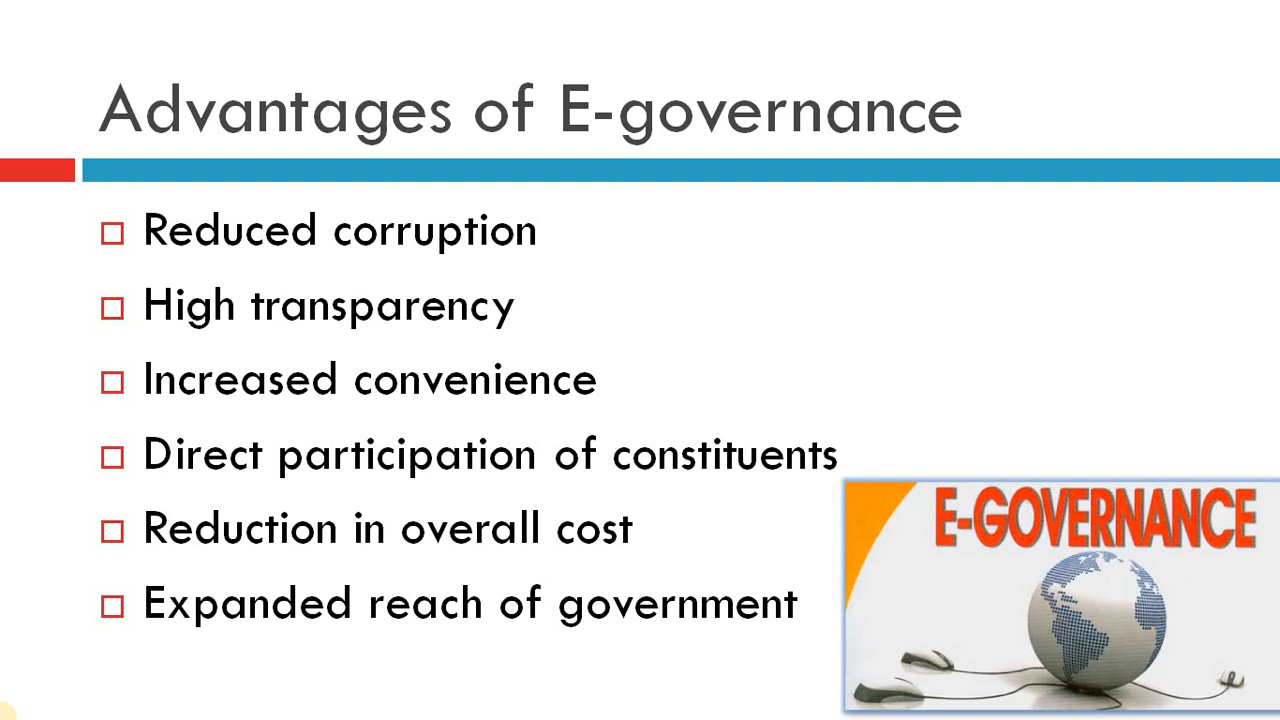 Advantages of E-governance
Reduced corruption
High transparency
Increased convenience
Direct participation of constituents
Reduction in overall cost
Expanded reach of government
E-GOVERNANCE